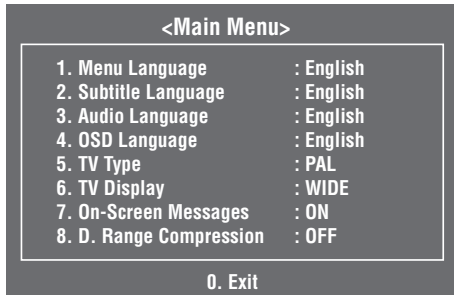 <Main Menu>
1. Menu Language : English
2. Subtitle Language : English
3. Audio Language : English
4. OSD Language : English
5. TV Type : PAL
6. TV Display : WIDE
7. On-Screen Messages : ON
8. D. Range Compression : OFF
0. Exit